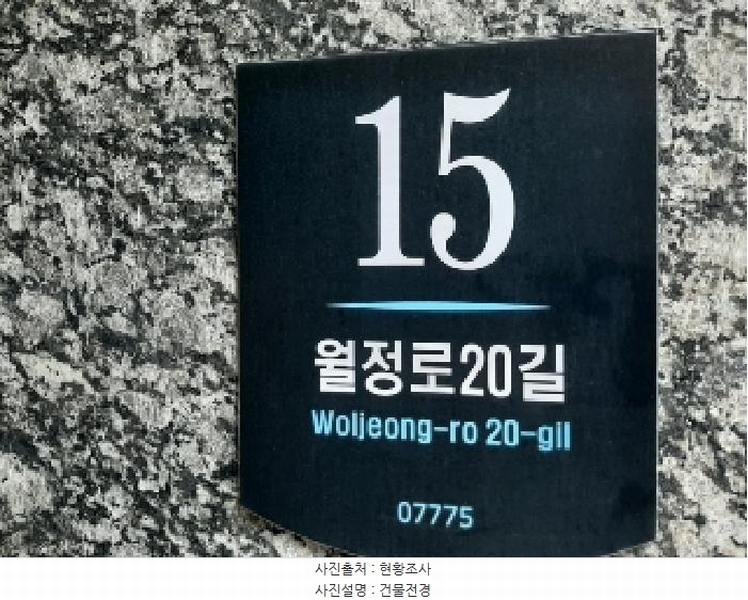 15
월정로20길
Woljeong-ro 20-gil
07775
사진출처 : 현황조사
사진설명 : 건물전경